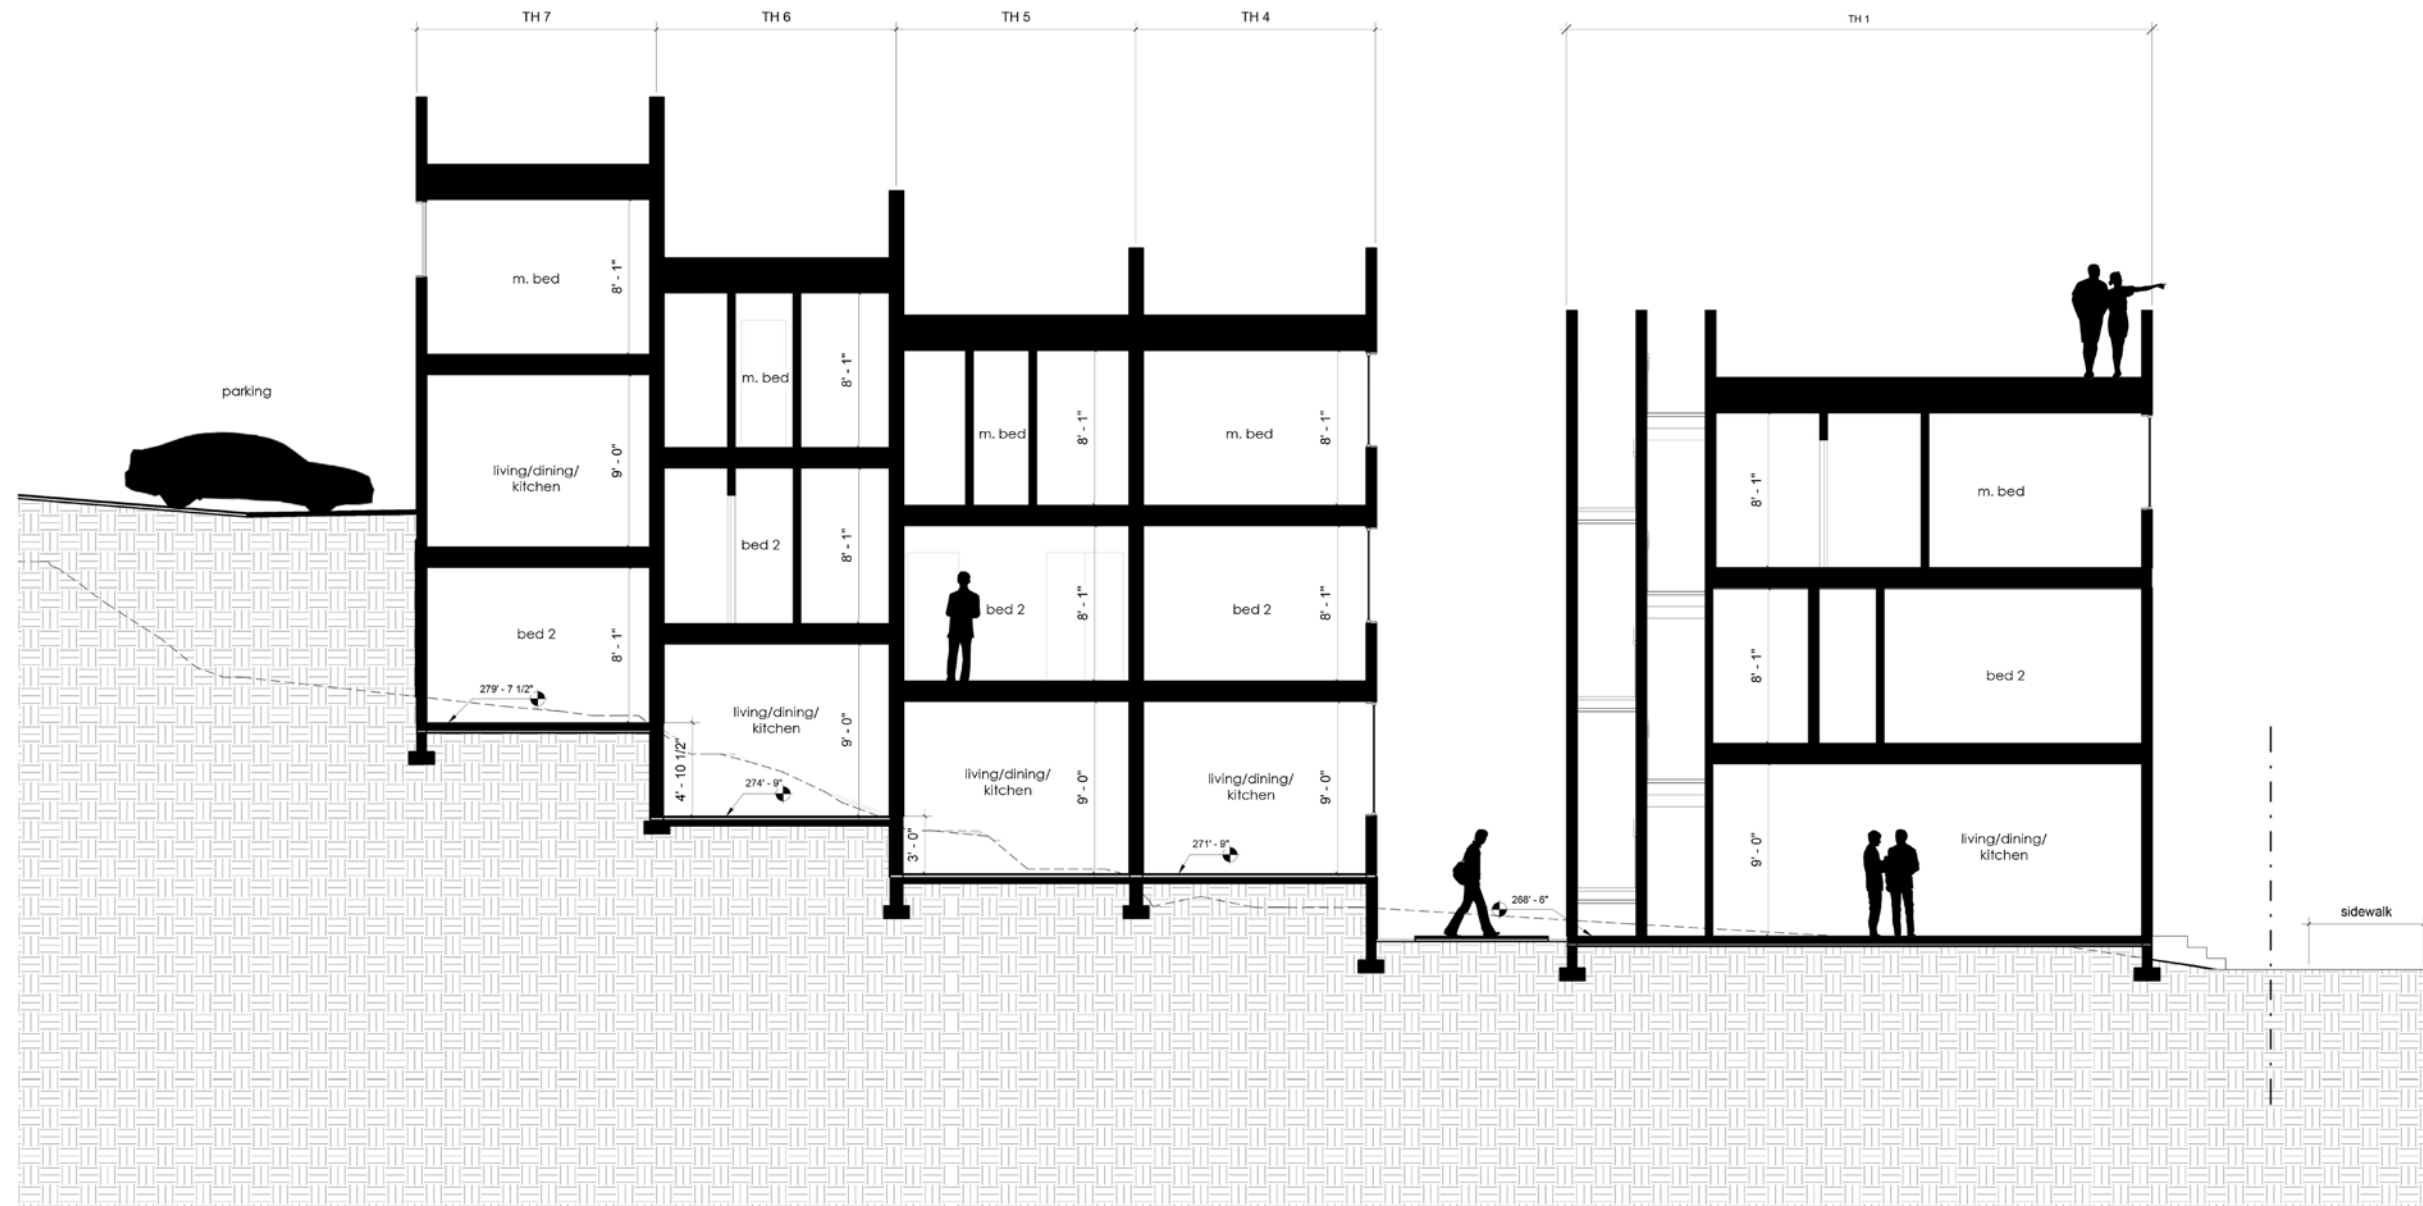 TH 7
TH 6
TH 5
TH 4
TH 1
parking
m. bed
8' - 1"
living/dining/
kitchen
9' - 0"
bed 2
8' - 1"
279' - 7 1/2"
m. bed
8' - 1"
bed 2
8' - 1"
living/dining/
kitchen
9' - 0"
4' - 10 1/2"
274' - 9"
m. bed
8' - 1"
bed 2
8' - 1"
living/dining/
kitchen
9' - 0"
3' - 0"
m. bed
8' - 1"
bed 2
8' - 1"
living/dining/
kitchen
9' - 0"
271' - 9"
268' - 6"
8' - 1"
m. bed
8' - 1"
bed 2
9' - 0"
living/dining/
kitchen
sidewalk